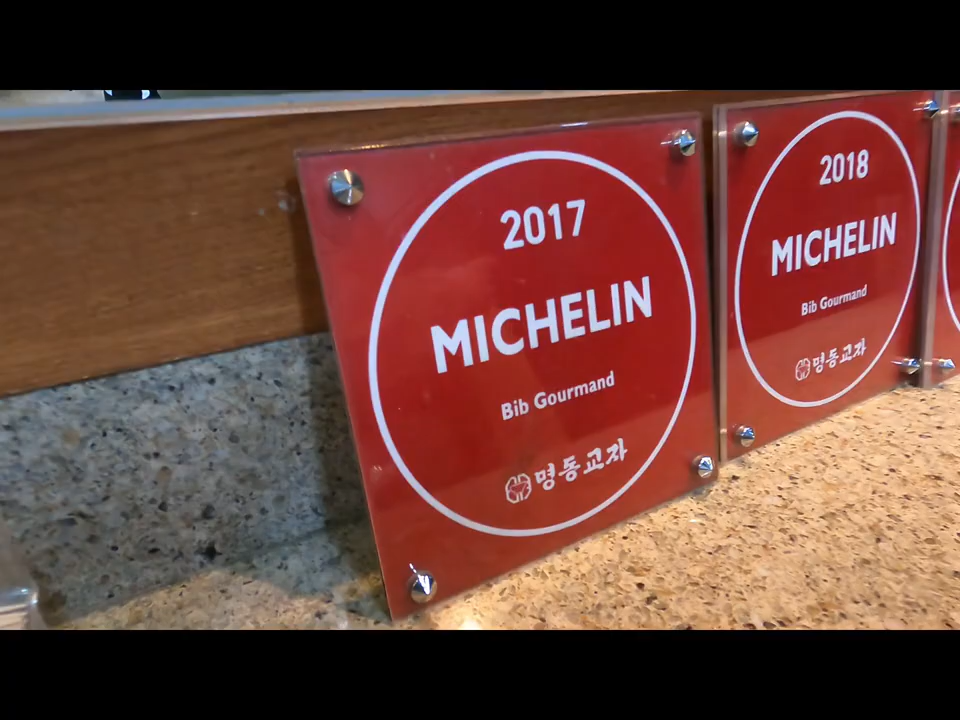 2017
MICHELIN
Bib Gourmand
명동교자
2018
MICHELIN
Bib Gourmand
명동교자